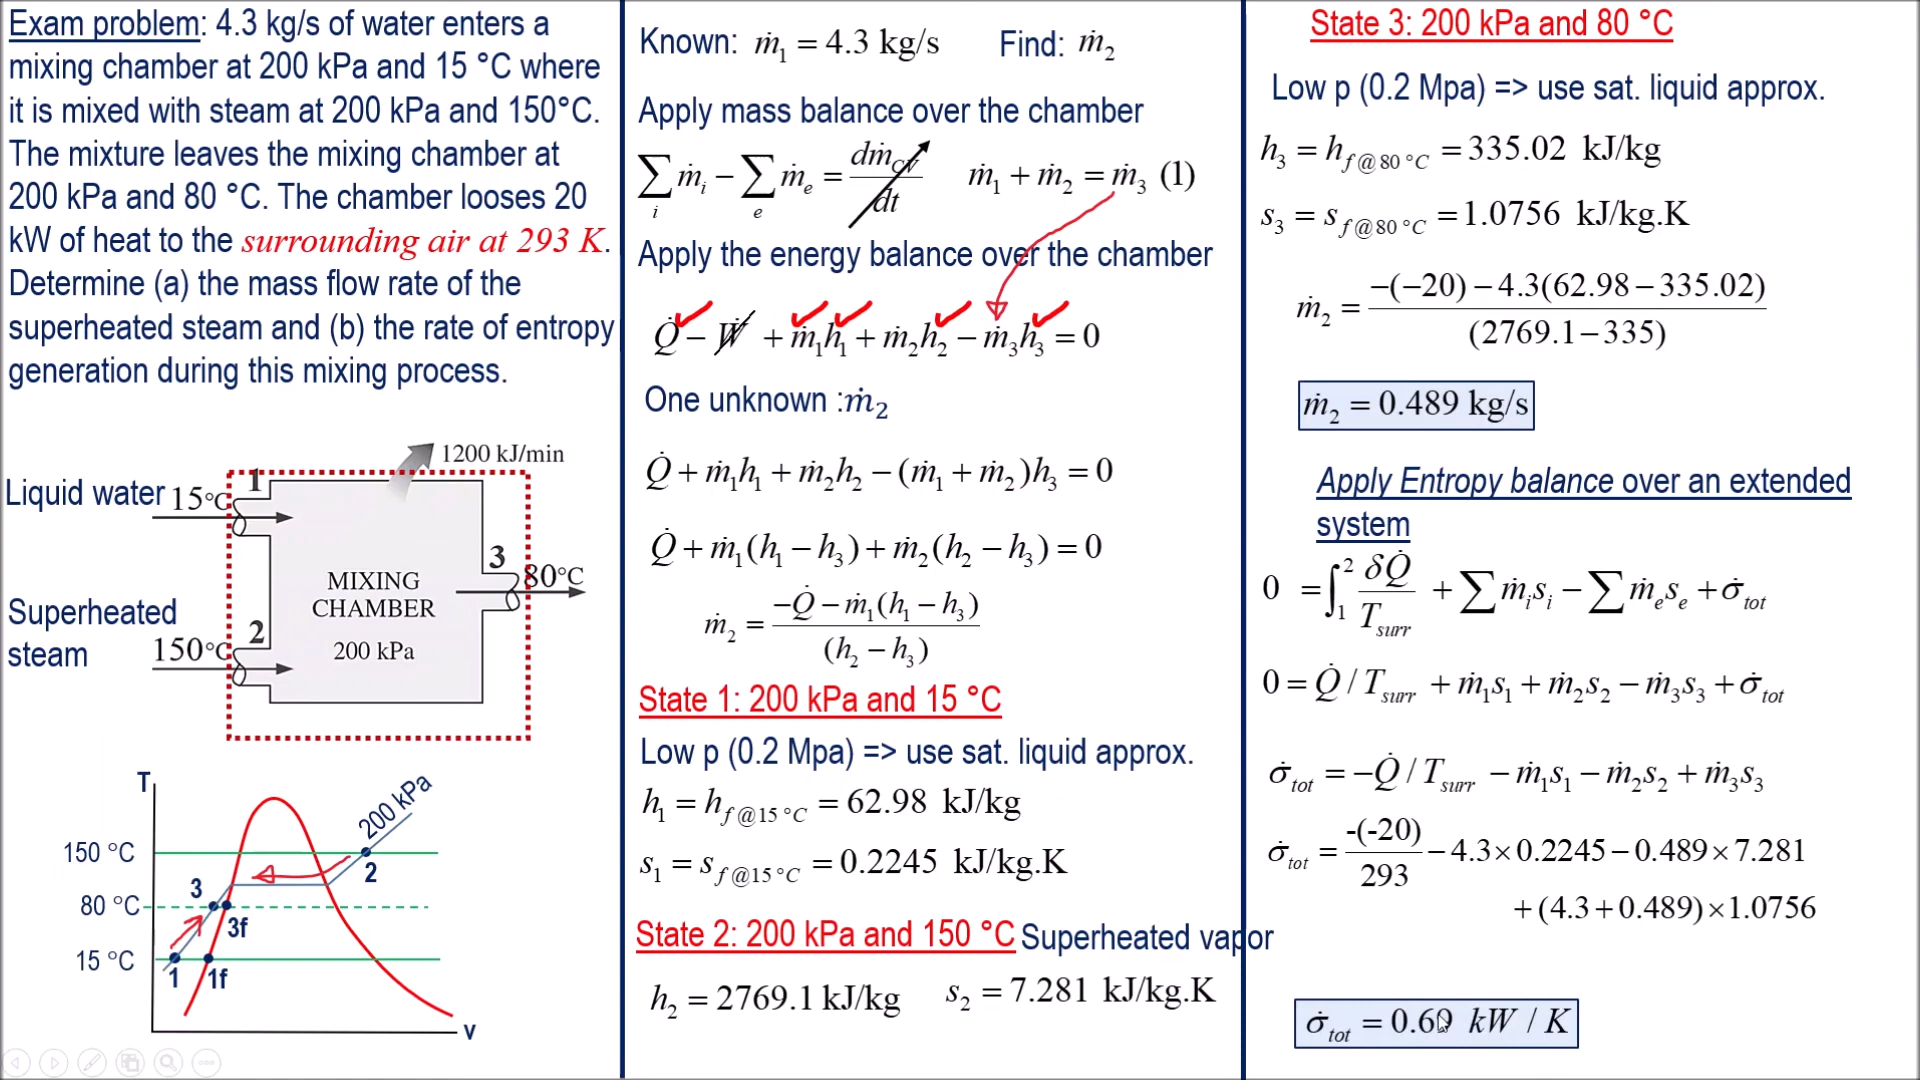 Exam problem: 4.3 kg/s of water enters a
mixing chamber at 200 kPa and 15 °C where
it is mixed with steam at 200 kPa and 150°C.
The mixture leaves the mixing chamber at
200 kPa and 80 °C. The chamber looses 20
kW of heat to the surrounding air at 293 K.
Determine (a) the mass flow rate of the
superheated steam and (b) the rate of entropy
generation during this mixing process.
1200 kJ/min
Liquid water
15°C
1
Superheated
steam
150°C
2
MIXING
CHAMBER
200 kPa
3
80°C
T
200 kPa
150 °C
2
3
80 °C
3f
15 °C
1
1f
v
Known: ṁ₁ = 4.3 kg/s Find: ṁ₂
Apply mass balance over the chamber
∑ᵢ ṁᵢ − ∑ₑ ṁₑ = dṁ_CV/dt ṁ₁ + ṁ₂ = ṁ₃ (1)
Apply the energy balance over the chamber
Q̇ − Ẇ + ṁ₁h₁ + ṁ₂h₂ − ṁ₃h₃ = 0
One unknown :ṁ₂
Q̇ + ṁ₁h₁ + ṁ₂h₂ − (ṁ₁ + ṁ₂)h₃ = 0
Q̇ + ṁ₁(h₁ − h₃) + ṁ₂(h₂ − h₃) = 0
ṁ₂ = −Q̇ − ṁ₁(h₁ − h₃) / (h₂ − h₃)
State 1: 200 kPa and 15 °C
Low p (0.2 Mpa) => use sat. liquid approx.
h₁ = h_f@15 °C = 62.98 kJ/kg
s₁ = s_f@15 °C = 0.2245 kJ/kg.K
State 2: 200 kPa and 150 °C Superheated vapor
h₂ = 2769.1 kJ/kg s₂ = 7.281 kJ/kg.K
State 3: 200 kPa and 80 °C
Low p (0.2 Mpa) => use sat. liquid approx.
h₃ = h_f@80 °C = 335.02 kJ/kg
s₃ = s_f@80 °C = 1.0756 kJ/kg.K
ṁ₂ = −(−20) − 4.3(62.98 − 335.02) / (2769.1 − 335)
ṁ₂ = 0.489 kg/s
Apply Entropy balance over an extended
system
0 = ∫₁² δQ̇/T_surr + ∑ṁᵢsᵢ − ∑ṁₑsₑ + σ̇_tot
0 = Q̇ / T_surr + ṁ₁s₁ + ṁ₂s₂ − ṁ₃s₃ + σ̇_tot
σ̇_tot = −Q̇ / T_surr − ṁ₁s₁ − ṁ₂s₂ + ṁ₃s₃
σ̇_tot = -(-20)/293 − 4.3×0.2245 − 0.489×7.281
+ (4.3 + 0.489)×1.0756
σ̇_tot = 0.69 kW / K